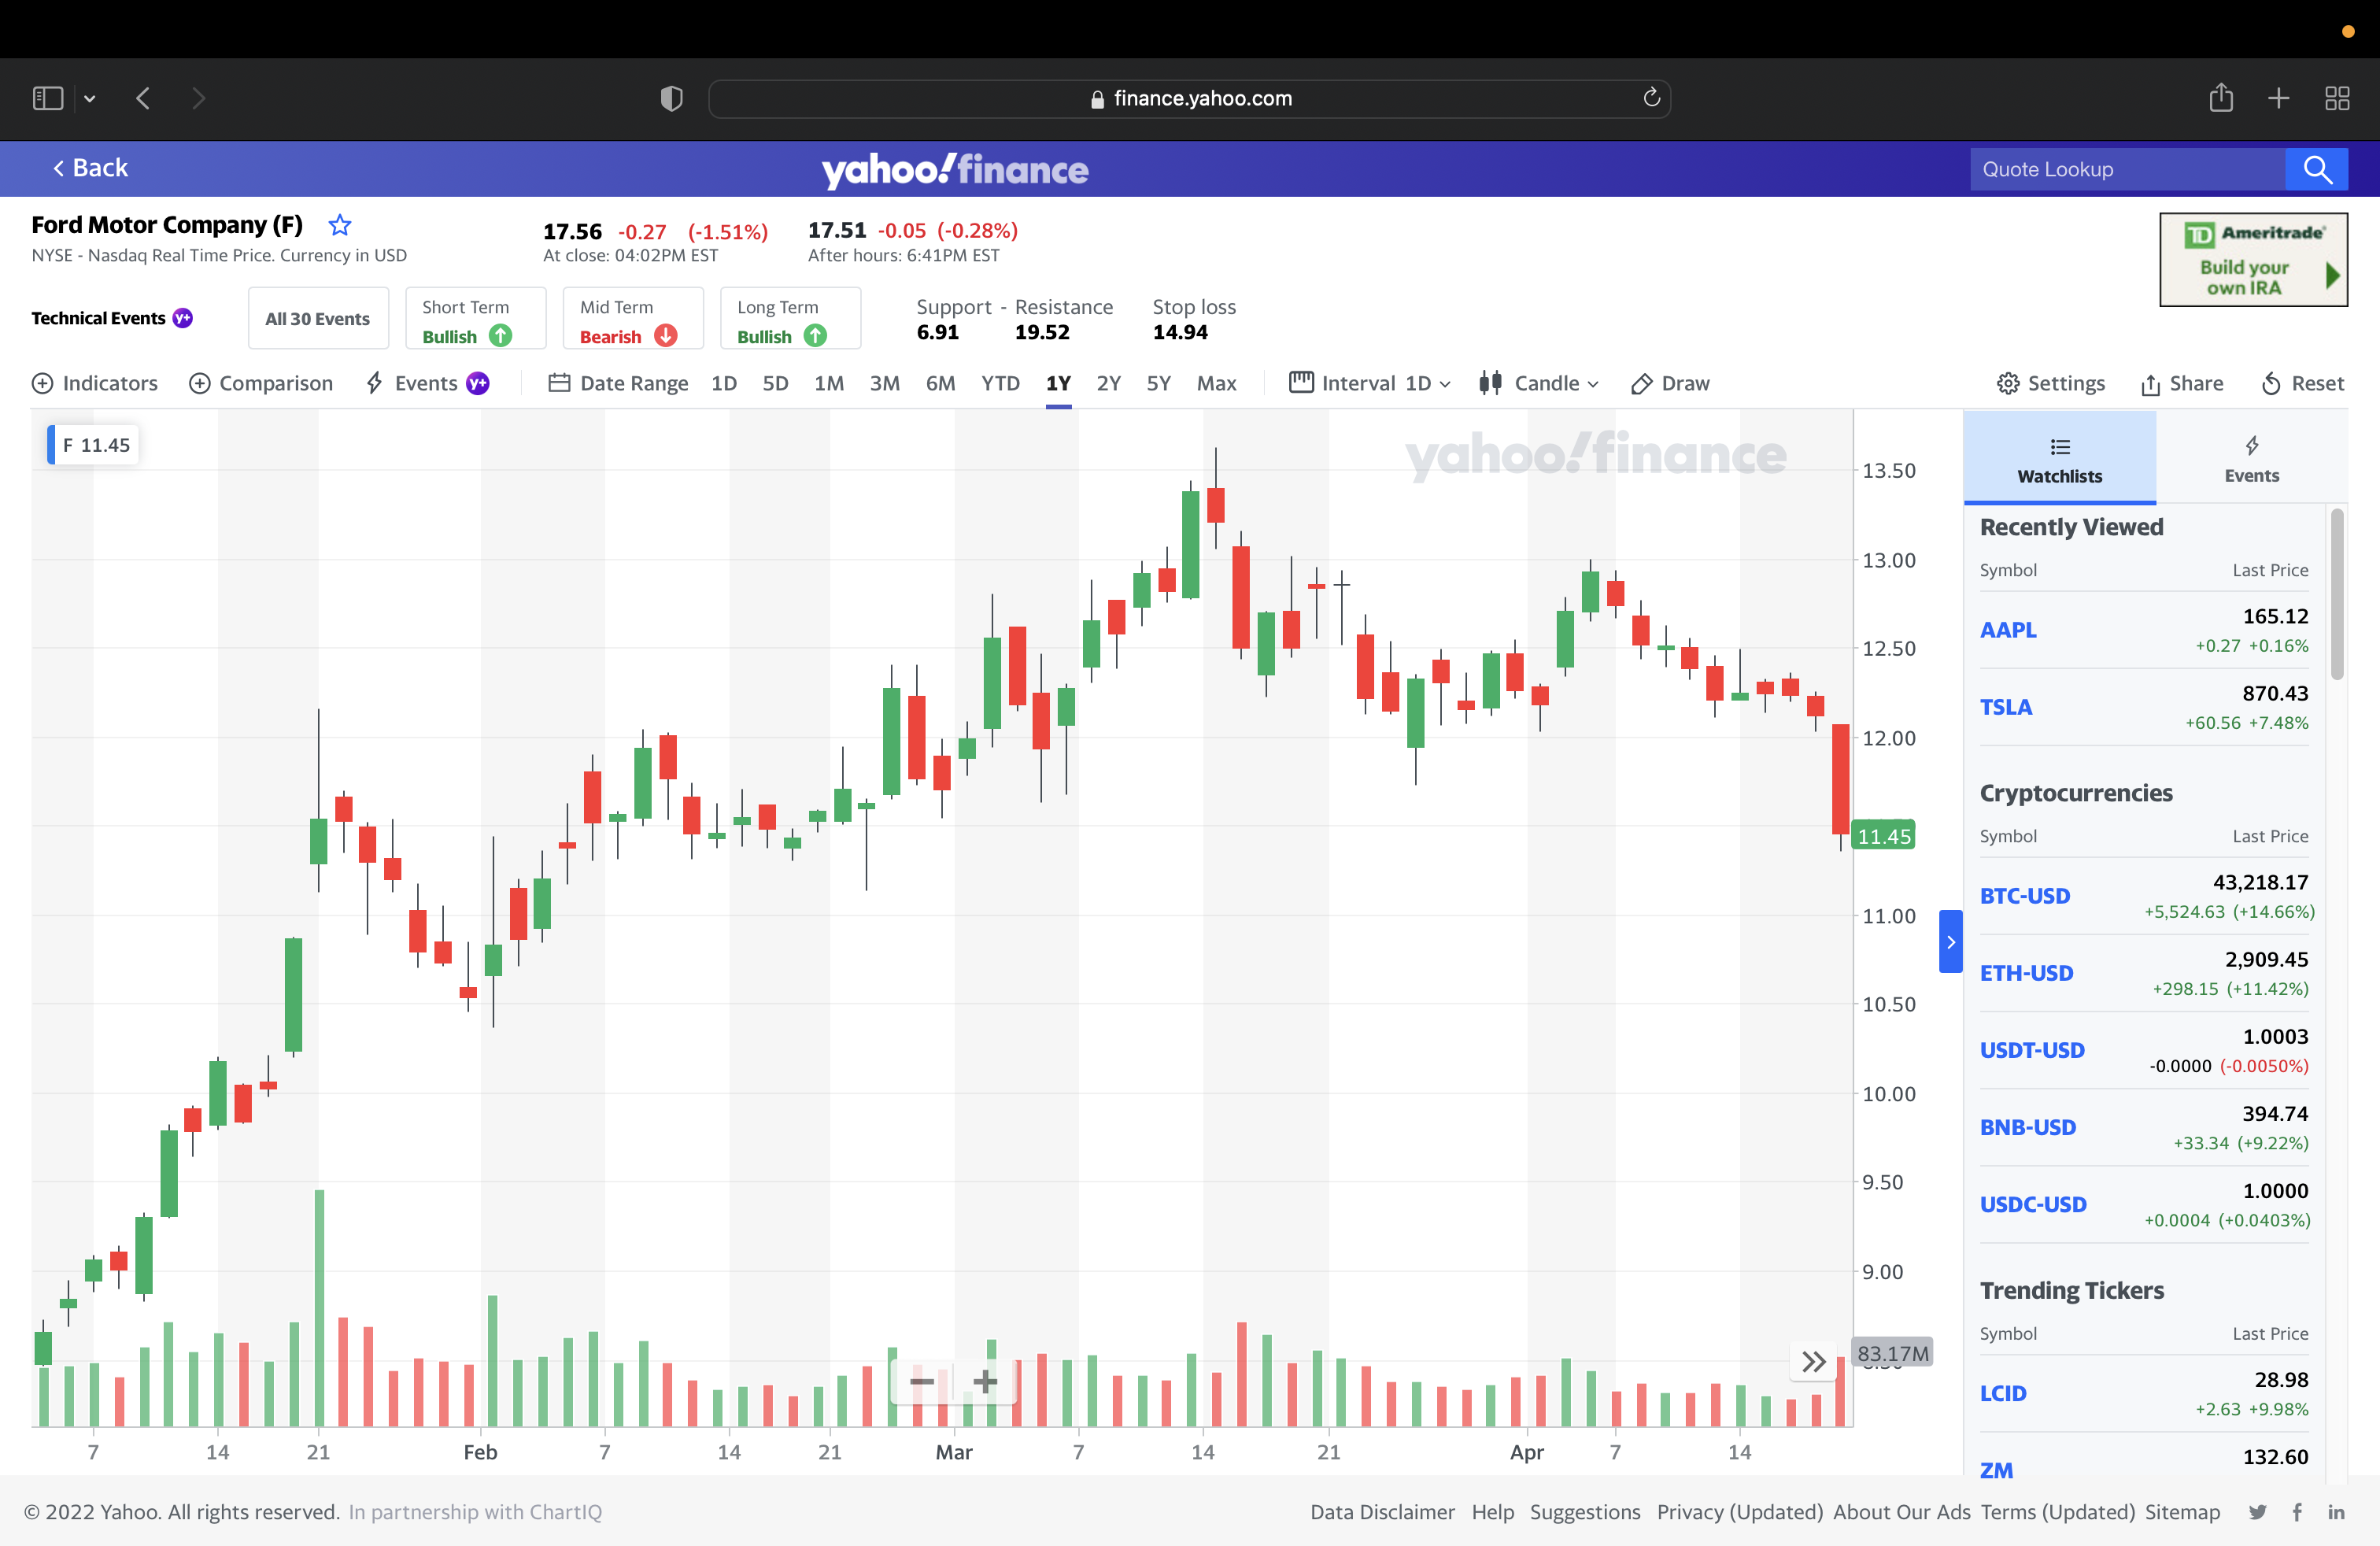 finance.yahoo.com
Back
yahoo!finance
Quote Lookup
Ford Motor Company (F)
NYSE - Nasdaq Real Time Price. Currency in USD
17.56 -0.27 (-1.51%)
At close: 04:02PM EST
17.51 -0.05 (-0.28%)
After hours: 6:41PM EST
TD Ameritrade
Build your
own IRA
Technical Events Y+
All 30 Events
Short Term
Bullish
Mid Term
Bearish
Long Term
Bullish
Support - Resistance
6.91 19.52
Stop loss
14.94
Indicators Comparison Events Y+ Date Range 1D 5D 1M 3M 6M YTD 1Y 2Y 5Y Max Interval 1D Candle Draw Settings Share Reset
F 11.45
yahoo!finance
13.50
13.00
12.50
12.00
11.45
11.00
10.50
10.00
9.50
9.00
83.17M
7 14 21 Feb 7 14 21 Mar 7 14 21 Apr 7 14
Watchlists
Events
Recently Viewed
Symbol Last Price
AAPL 165.12
+0.27 +0.16%
TSLA 870.43
+60.56 +7.48%
Cryptocurrencies
Symbol Last Price
BTC-USD 43,218.17
+5,524.63 (+14.66%)
ETH-USD 2,909.45
+298.15 (+11.42%)
USDT-USD 1.0003
-0.0000 (-0.0050%)
BNB-USD 394.74
+33.34 (+9.22%)
USDC-USD 1.0000
+0.0004 (+0.0403%)
Trending Tickers
Symbol Last Price
LCID 28.98
+2.63 +9.98%
ZM 132.60
© 2022 Yahoo. All rights reserved. In partnership with ChartIQ
Data Disclaimer Help Suggestions Privacy (Updated) About Our Ads Terms (Updated) Sitemap